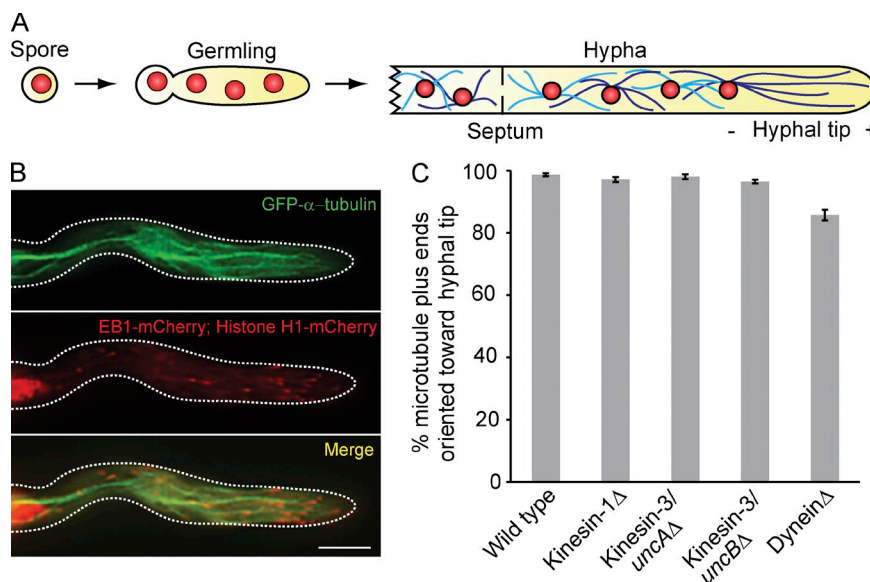 A
Spore
Germling
Hypha
Septum
- Hyphal tip +
B
GFP-α-tubulin
EB1-mCherry; Histone H1-mCherry
Merge
C
% microtubule plus ends
oriented toward hyphal tip
100
80
60
40
20
0
Wild type
Kinesin-1Δ
Kinesin-3/
uncAΔ
Kinesin-3/
uncBΔ
DyneinΔ